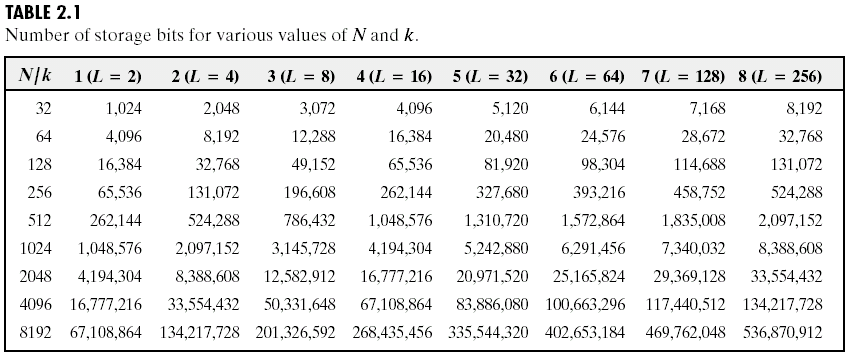 TABLE 2.1
Number of storage bits for various values of N and k.
N/k 1 (L = 2) 2 (L = 4) 3 (L = 8) 4 (L = 16) 5 (L = 32) 6 (L = 64) 7 (L = 128) 8 (L = 256)
32 1,024 2,048 3,072 4,096 5,120 6,144 7,168 8,192
64 4,096 8,192 12,288 16,384 20,480 24,576 28,672 32,768
128 16,384 32,768 49,152 65,536 81,920 98,304 114,688 131,072
256 65,536 131,072 196,608 262,144 327,680 393,216 458,752 524,288
512 262,144 524,288 786,432 1,048,576 1,310,720 1,572,864 1,835,008 2,097,152
1024 1,048,576 2,097,152 3,145,728 4,194,304 5,242,880 6,291,456 7,340,032 8,388,608
2048 4,194,304 8,388,608 12,582,912 16,777,216 20,971,520 25,165,824 29,369,128 33,554,432
4096 16,777,216 33,554,432 50,331,648 67,108,864 83,886,080 100,663,296 117,440,512 134,217,728
8192 67,108,864 134,217,728 201,326,592 268,435,456 335,544,320 402,653,184 469,762,048 536,870,912